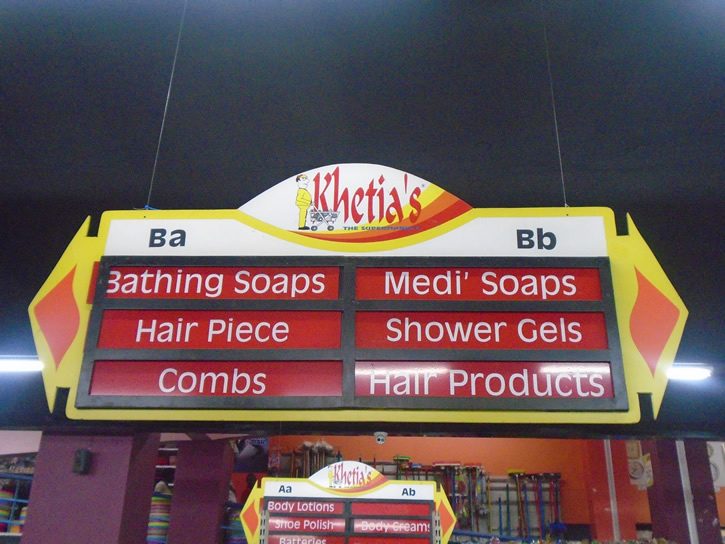 Khetia's
THE SUPERMARKET
Ba Bb
Bathing Soaps Medi' Soaps
Hair Piece Shower Gels
Combs Hair Products
Khetia's
Aa Ab
Body Lotions
Shoe Polish Body Creams
Batteries